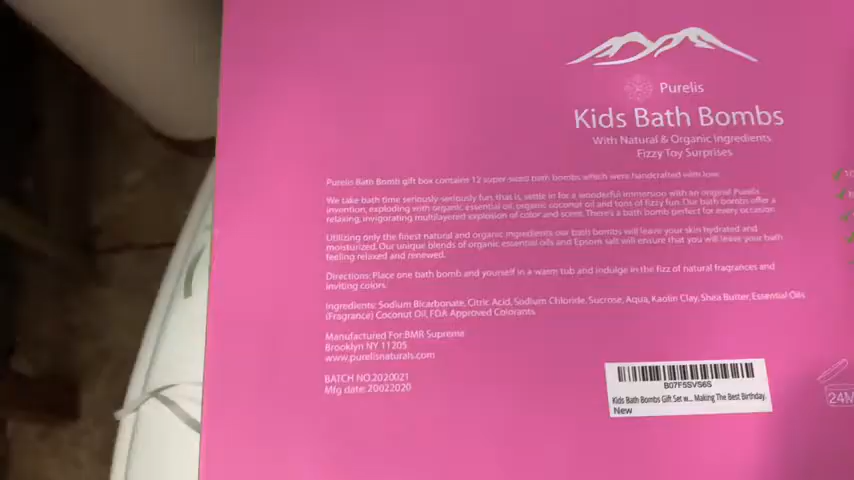 Purelis
Kids Bath Bombs
With Natural & Organic Ingredients
Fizzy Toy Surprises
Purelis Bath Bomb gift box contains 12 super-sized bath bombs which were handcrafted with love.
We take bath time seriously-seriously fun, that is, settle in for a wonderful immersion with an original Purelis
invention, exploding with organic essential oil, organic coconut oil and tons of fizzy fun. Our bath bombs offer a
relaxing, invigorating multilayered explosion of color and scent. There's a bath bomb perfect for every occasion.
Utilizing only the finest natural and organic ingredients our bath bombs will leave your skin hydrated and
moisturized. Our unique blends of organic essential oils and Epsom salt will ensure that you will leave your bath
feeling relaxed and renewed.
Directions: Place one bath bomb and yourself in a warm tub and indulge in the fizz of natural fragrances and
inviting colors.
Ingredients: Sodium Bicarbonate, Citric Acid, Sodium Chloride, Sucrose, Aqua, Kaolin Clay, Shea Butter, Essential Oils
(Fragrance) Coconut Oil, FDA Approved Colorants.
Manufactured For:BMR Supreme
Brooklyn NY 11205
www.purelisnaturals.com
BATCH NO.2020021
Mfg date: 20022020
B07F5SVS6S
Kids Bath Bombs Gift Set w... Making The Best Birthday.
New
24M